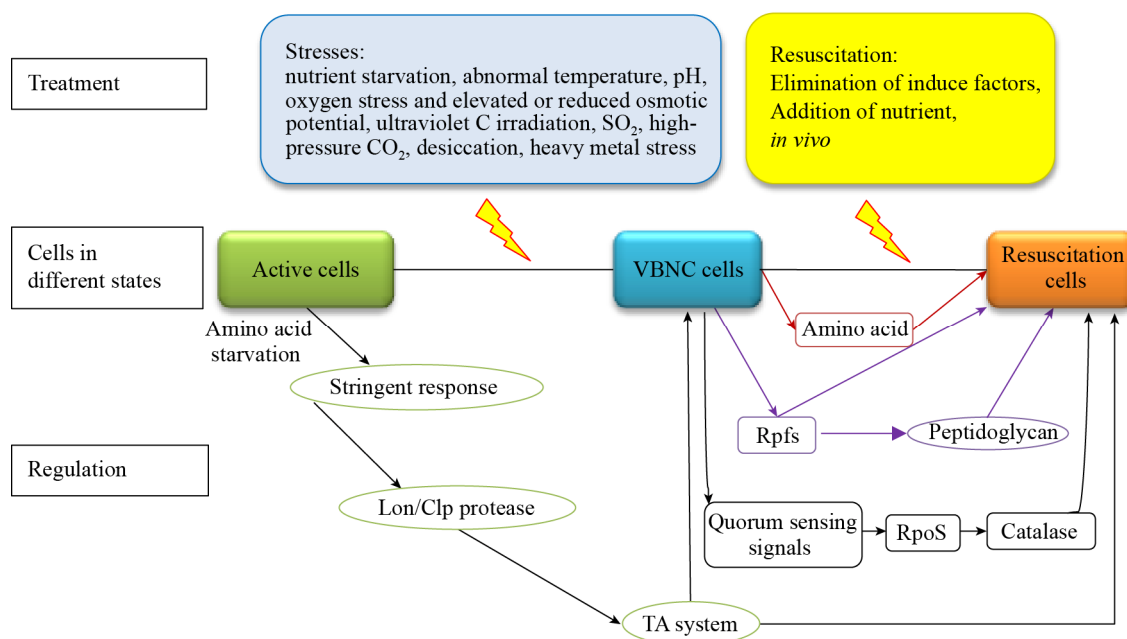 Treatment
Stresses:
nutrient starvation, abnormal temperature, pH,
oxygen stress and elevated or reduced osmotic
potential, ultraviolet C irradiation, SO₂, high-
pressure CO₂, desiccation, heavy metal stress
Resuscitation:
Elimination of induce factors,
Addition of nutrient,
in vivo
Cells in
different states
Active cells
VBNC cells
Resuscitation
cells
Amino acid
starvation
Amino acid
Stringent response
Rpfs
Peptidoglycan
Regulation
Lon/Clp protease
Quorum sensing
signals
RpoS
Catalase
TA system